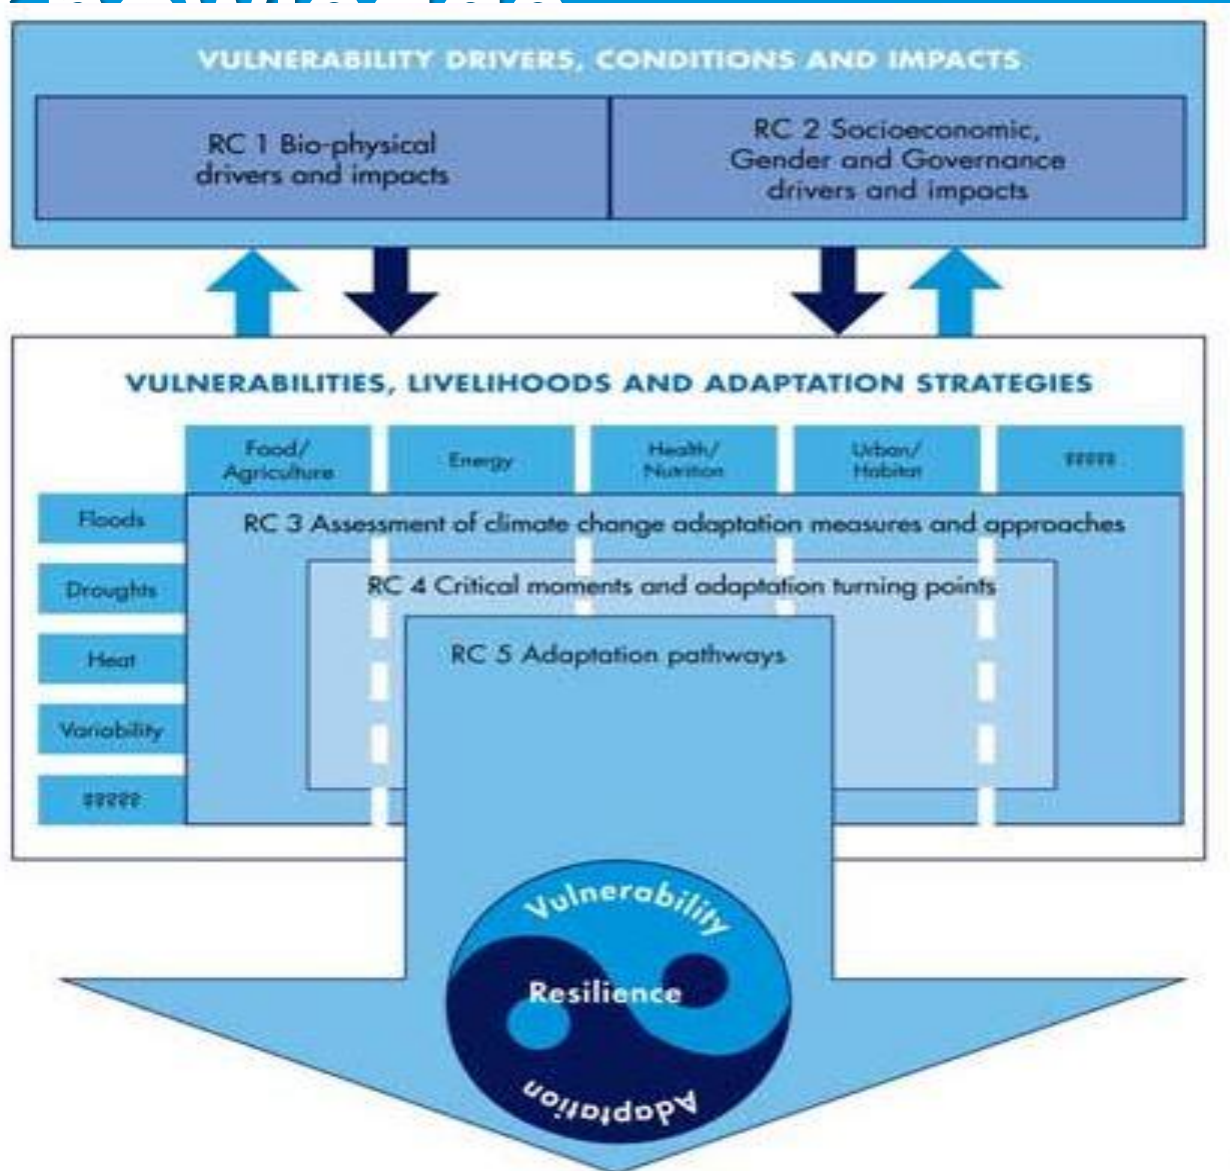 VULNERABILITY DRIVERS, CONDITIONS AND IMPACTS
RC 1 Bio-physical
drivers and impacts
RC 2 Socioeconomic,
Gender and Governance
drivers and impacts
VULNERABILITIES, LIVELIHOODS AND ADAPTATION STRATEGIES
Food/
Agriculture
Energy
Health/
Nutrition
Urban/
Habitat
?????
Floods
Droughts
Heat
Variability
?????
RC 3 Assessment of climate change adaptation measures and approaches
RC 4 Critical moments and adaptation turning points
RC 5 Adaptation pathways
Vulnerability
Resilience
Adaptation